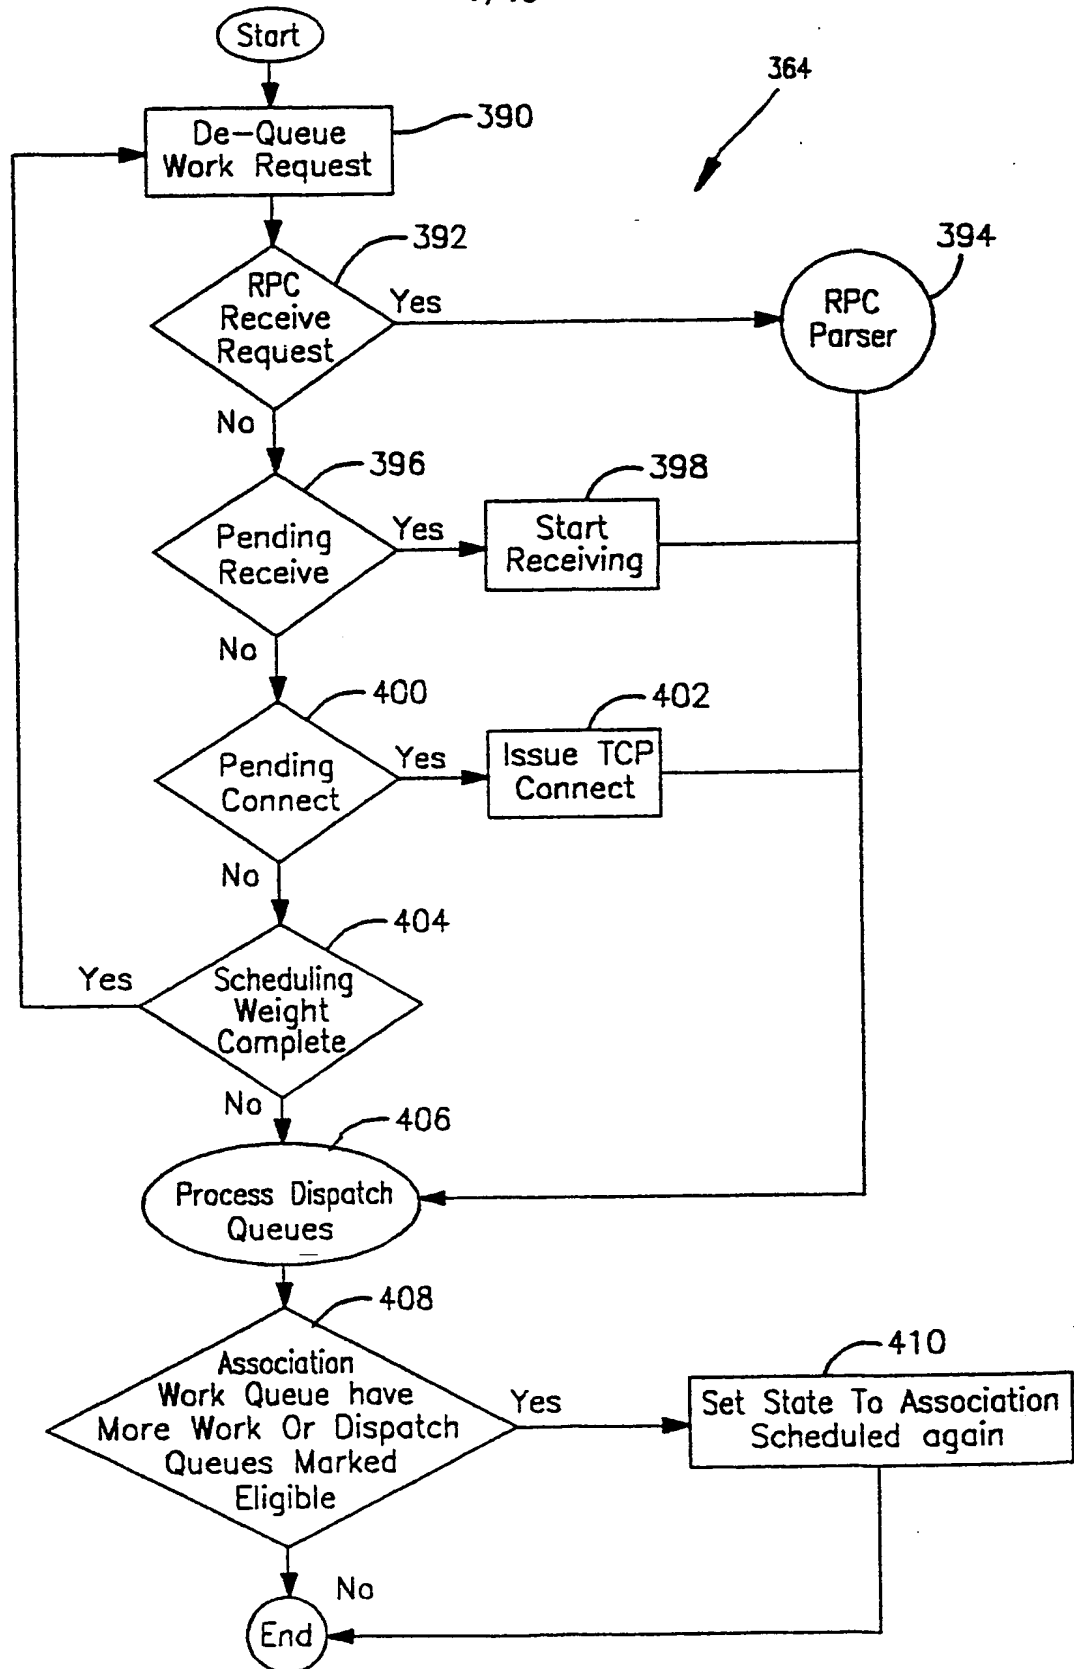 Start
364
De-Queue
Work Request
390
392
RPC
Receive
Request
Yes
394
RPC
Parser
No
396
Pending
Receive
Yes
398
Start
Receiving
No
400
Pending
Connect
Yes
402
Issue TCP
Connect
No
404
Scheduling
Weight
Complete
Yes
No
406
Process Dispatch
Queues
408
Association
Work Queue have
More Work Or Dispatch
Queues Marked
Eligible
Yes
410
Set State To Association
Scheduled again
No
End